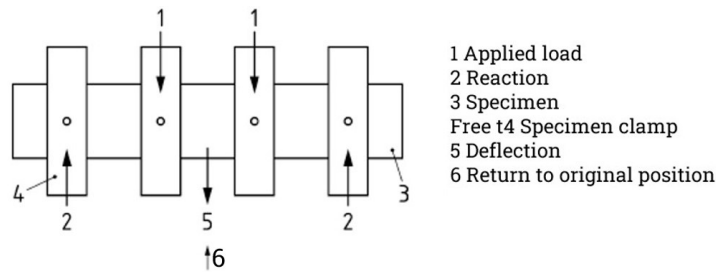 1
1
4
2
5
2
3
6
1 Applied load
2 Reaction
3 Specimen
Free t4 Specimen clamp
5 Deflection
6 Return to original position